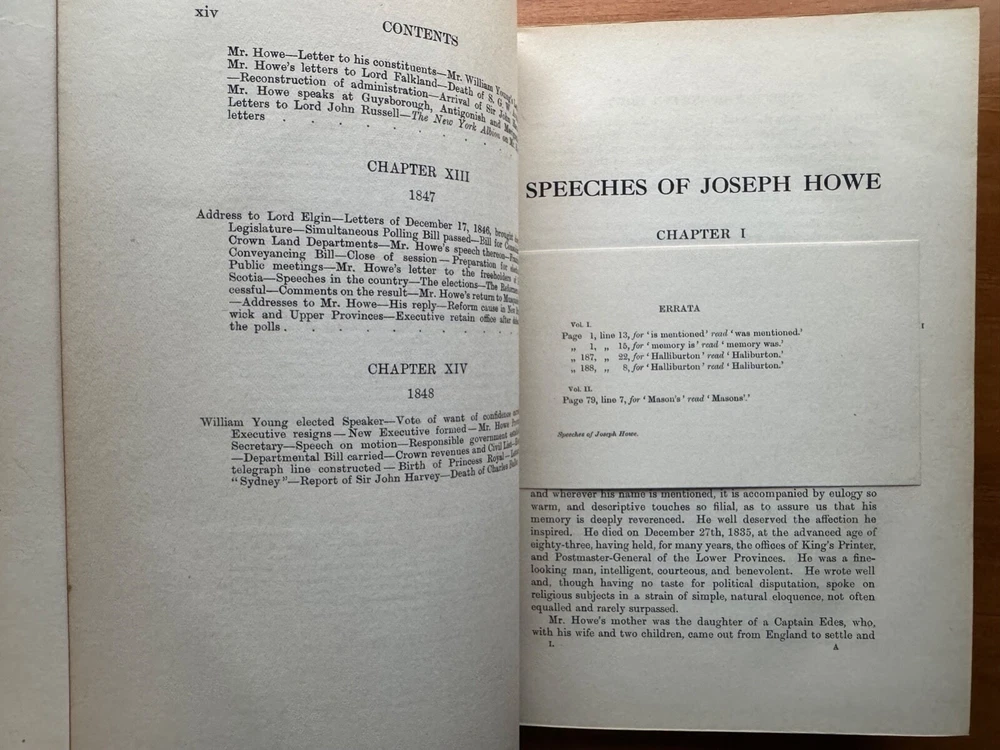 xiv
CONTENTS
Mr. Howe—Letter to his constituents—Mr. William Young's
Mr. Howe's letters to Lord Falkland—Death of S. G. W.
—Reconstruction of administration—Arrival of Sir John
Mr. Howe speaks at Guysborough, Antigonish and
Letters to Lord John Russell—The New York Albion on Mr.
letters . . . . . . . .
CHAPTER XIII
1847
Address to Lord Elgin—Letters of December 17, 1846, brought
Legislature—Simultaneous Polling Bill passed—Bill for
Crown Land Departments—Mr. Howe's speech thereon—
Conveyancing Bill—Close of session—Preparation for
Public meetings—Mr. Howe's letter to the freeholders of
Scotia—Speeches in the country—The elections—The Reformers
cessful—Comments on the result—Mr. Howe's return to
—Addresses to Mr. Howe—His reply—Reform cause in New
wick and Upper Provinces—Executive retain office after
the polls . . . . . . .
CHAPTER XIV
1848
William Young elected Speaker—Vote of want of confidence
Executive resigns—New Executive formed—Mr. Howe
Secretary—Speech on motion—Responsible government
—Departmental Bill carried—Crown revenues and Civil List—
telegraph line constructed—Birth of Princess Royal—
"Sydney"—Report of Sir John Harvey—Death of Charles
SPEECHES OF JOSEPH HOWE
CHAPTER I
ERRATA
Vol. I.
Page 1, line 13, for 'is mentioned' read 'was mentioned.'
„ 1, „ 15, for 'memory is' read 'memory was.'
„ 187, „ 22, for 'Halliburton' read 'Haliburton.'
„ 188, „ 8, for 'Halliburton' read 'Haliburton.'
Vol. II.
Page 79, line 7, for 'Mason's' read 'Masons'.'
Speeches of Joseph Howe.
and wherever his name is mentioned, it is accompanied by eulogy so
warm, and descriptive touches so filial, as to assure us that his
memory is deeply reverenced. He well deserved the affection he
inspired. He died on December 27th, 1835, at the advanced age of
eighty-three, having held, for many years, the offices of King's Printer,
and Postmaster-General of the Lower Provinces. He was a fine-
looking man, intelligent, courteous, and benevolent. He wrote well
and, though having no taste for political disputation, spoke on
religious subjects in a strain of simple, natural eloquence, not often
equalled and rarely surpassed.
Mr. Howe's mother was the daughter of a Captain Edes, who,
with his wife and two children, came out from England to settle and
I.
A